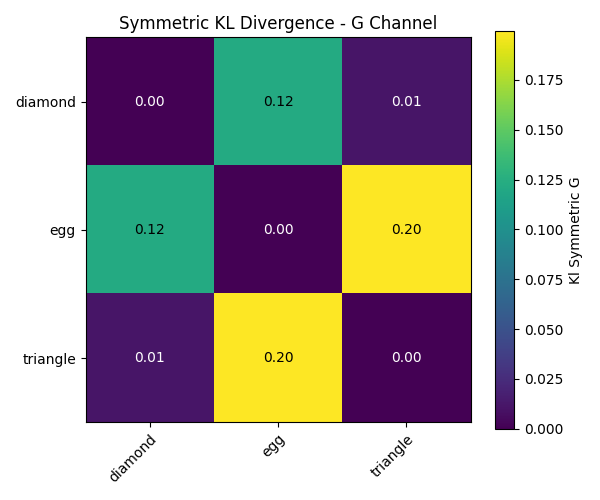 Symmetric KL Divergence - G Channel
diamond 0.00 0.12 0.01
egg 0.12 0.00 0.20
triangle 0.01 0.20 0.00
diamond egg triangle
0.175
0.150
0.125
0.100
0.075
0.050
0.025
0.000
Kl Symmetric G